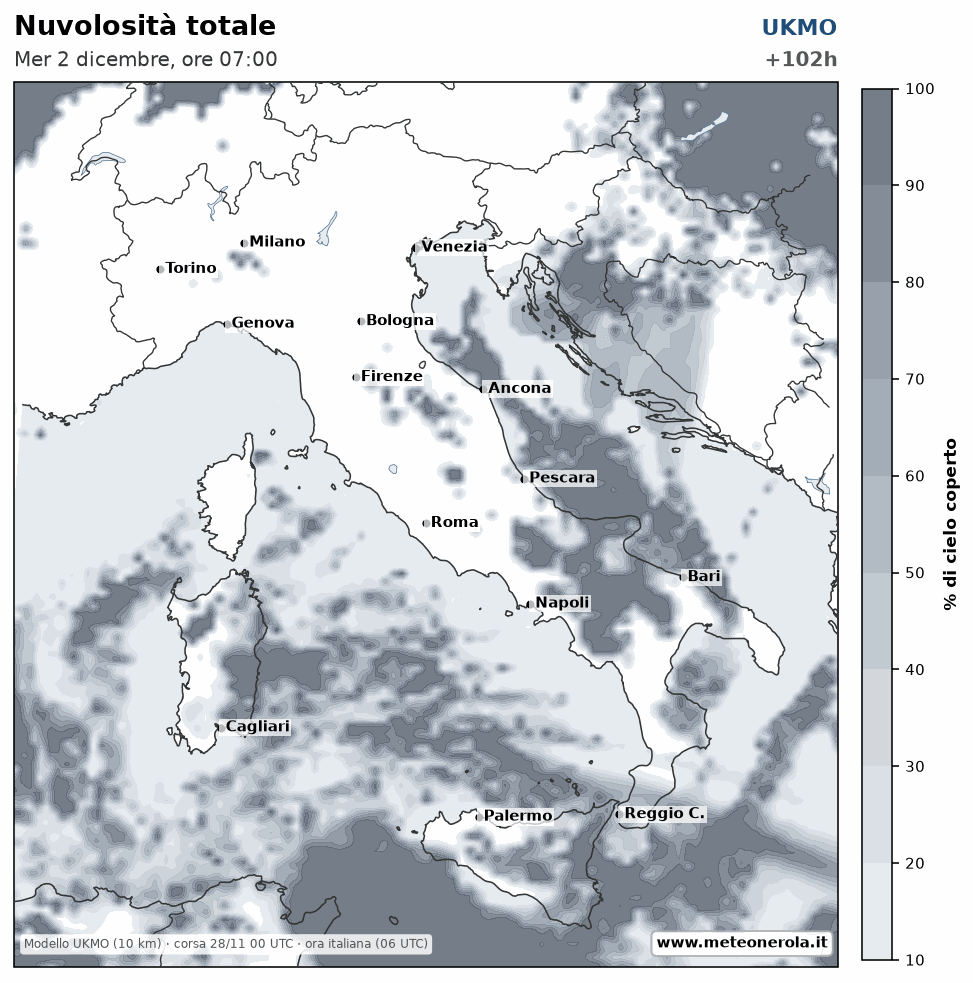 Nuvolosità totale
UKMO
Mer 2 dicembre, ore 07:00
+102h
100
90
80
70
60
50
40
30
20
10
% di cielo coperto
Milano
Venezia
Torino
Genova
Bologna
Firenze
Ancona
Pescara
Roma
Bari
Napoli
Cagliari
Palermo
Reggio C.
Modello UKMO (10 km) · corsa 28/11 00 UTC · ora italiana (06 UTC)
www.meteonerola.it